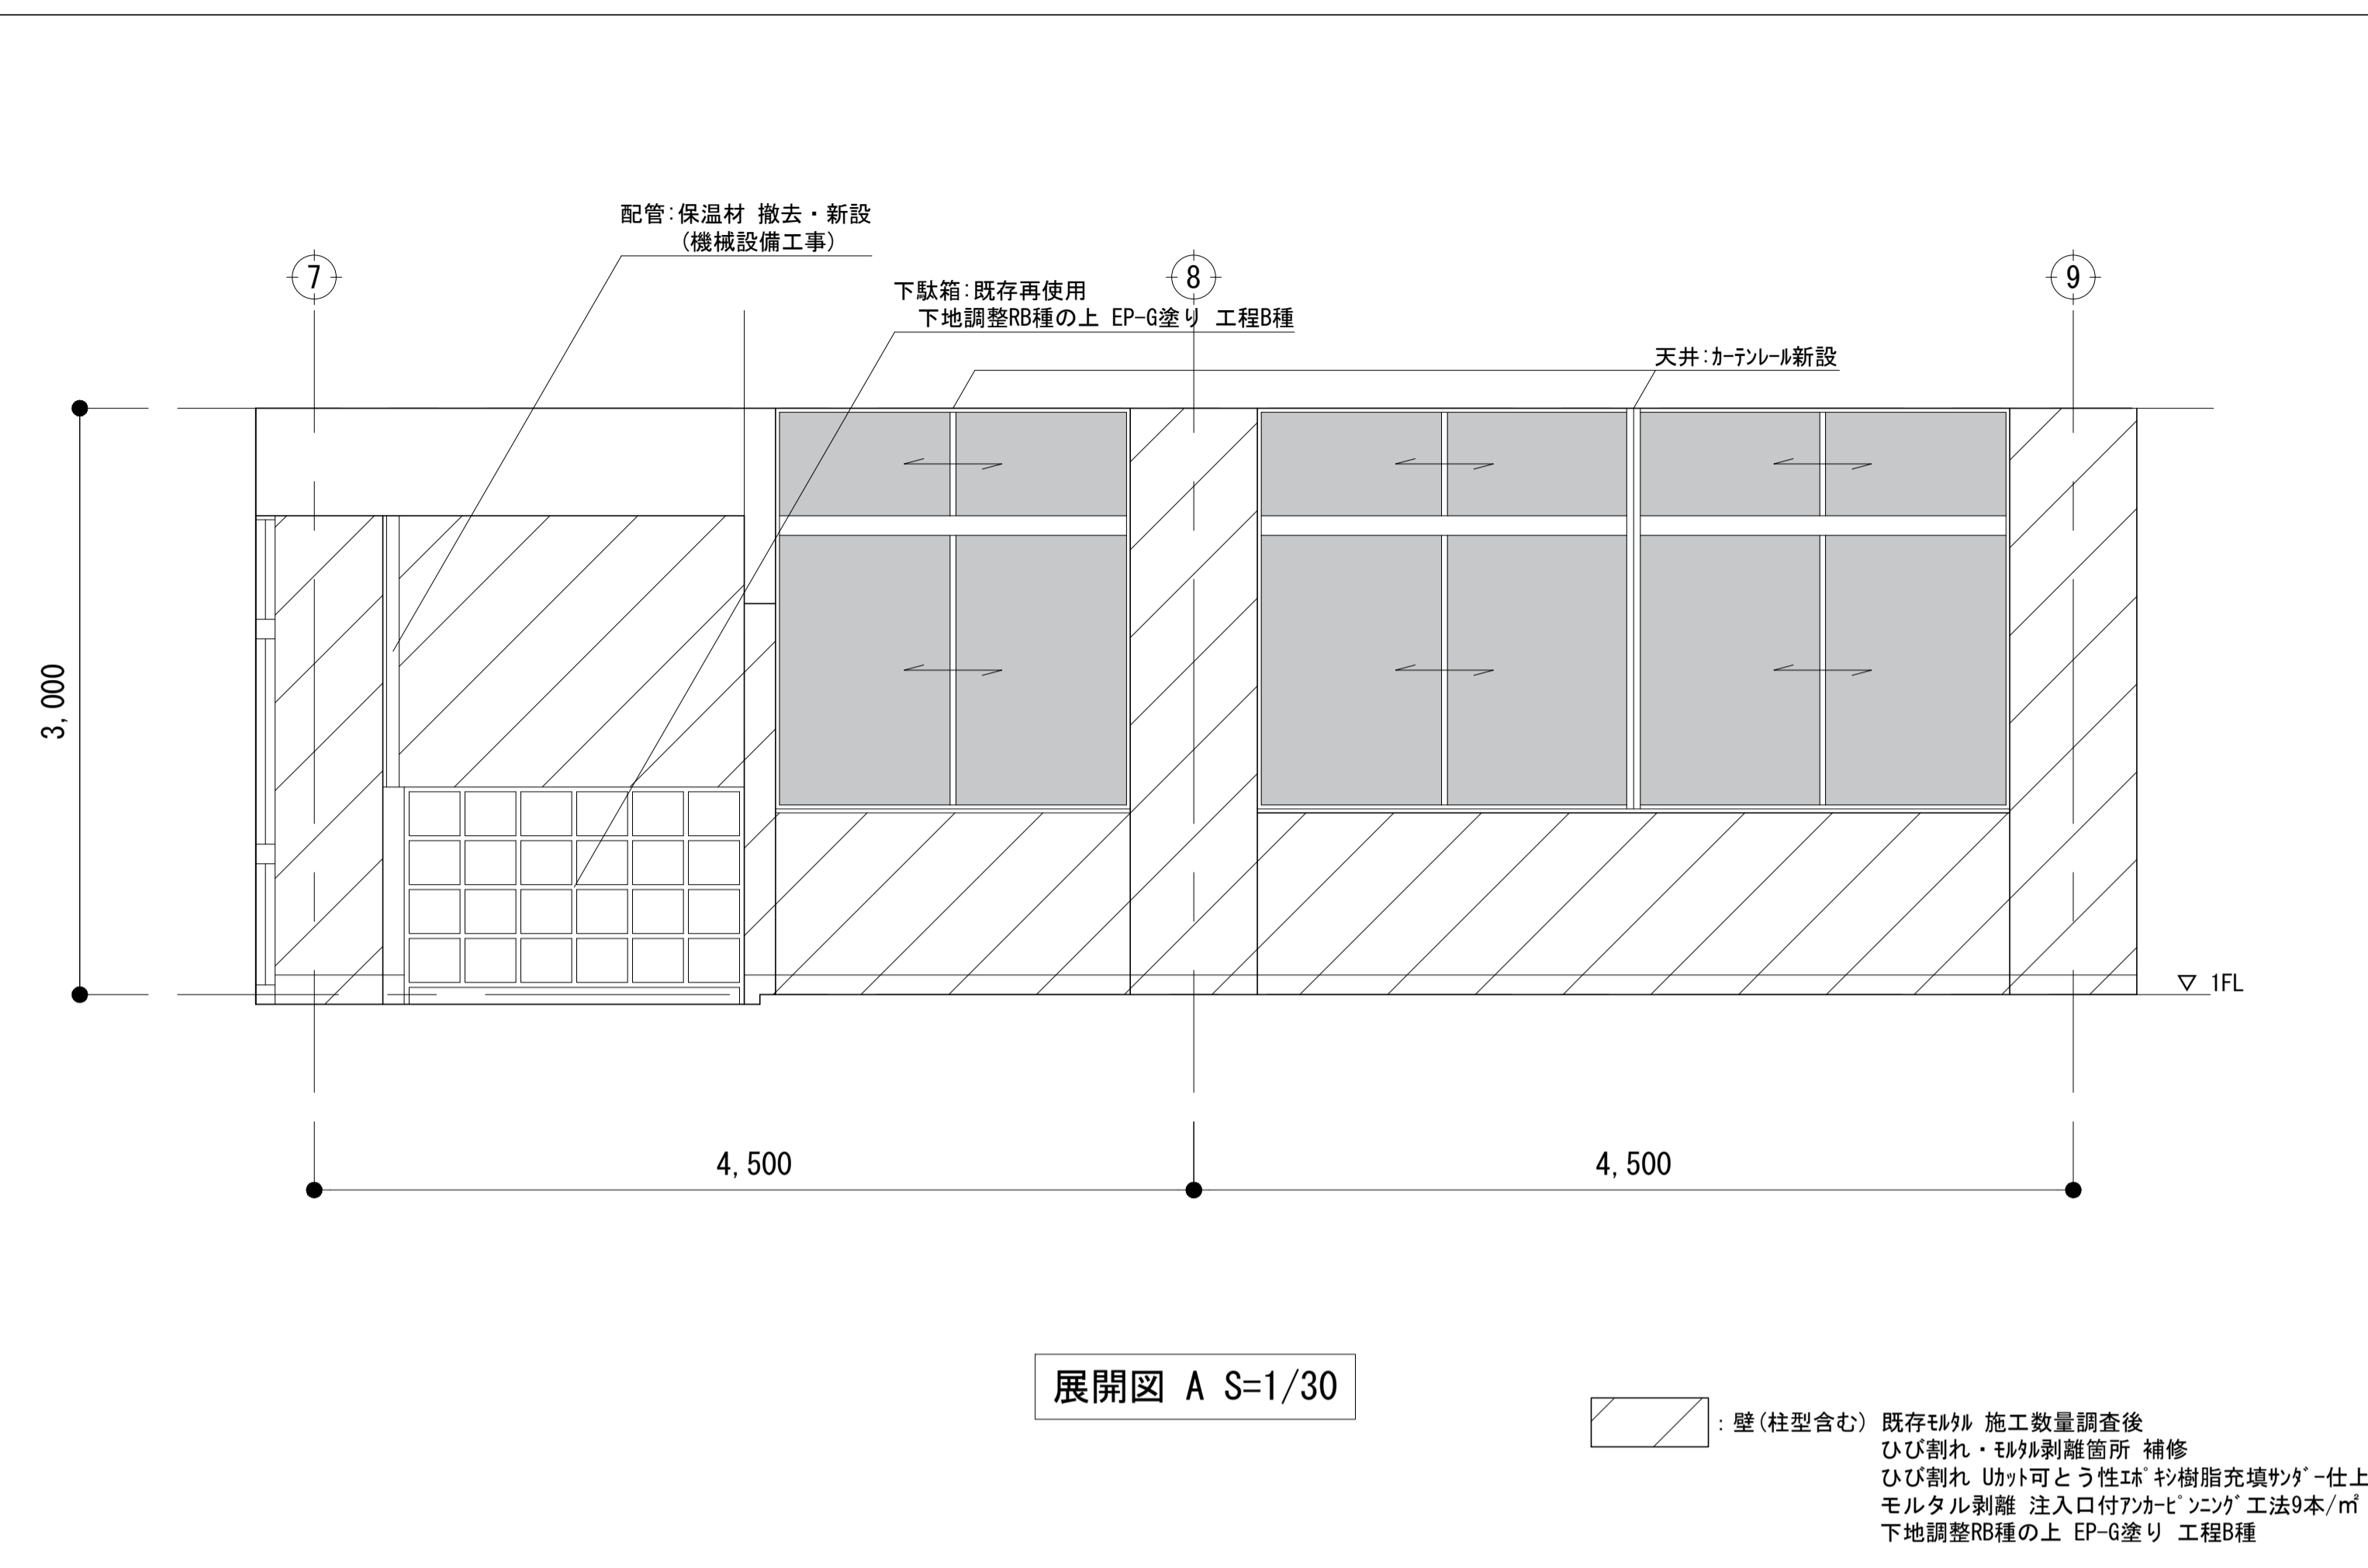 配管:保温材 撤去・新設
(機械設備工事)
7
8
9
下駄箱:既存再使用
下地調整RB種の上 EP-G塗り 工程B種
天井:ｶｰﾃﾝﾚｰﾙ新設
3,000
▽ 1FL
4,500
4,500
展開図 A S=1/30
:壁(柱型含む) 既存ﾓﾙﾀﾙ 施工数量調査後
ひび割れ・ﾓﾙﾀﾙ剥離箇所 補修
ひび割れ Uｶｯﾄ可とう性ｴﾎﾟｷｼ樹脂充填ｻﾝﾀﾞｰ仕上
モルタル剥離 注入口付ｱﾝｶｰﾋﾟﾝﾆﾝｸﾞ工法9本/㎡
下地調整RB種の上 EP-G塗り 工程B種